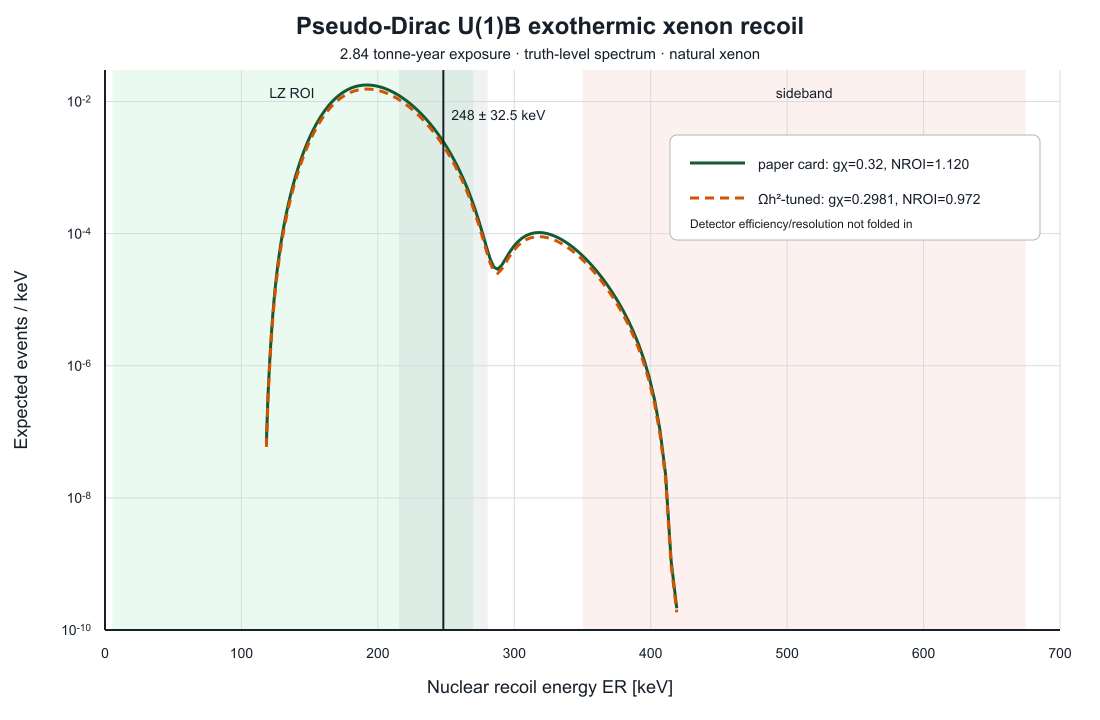 Pseudo-Dirac U(1)B exothermic xenon recoil
2.84 tonne-year exposure · truth-level spectrum · natural xenon
LZ ROI
sideband
248 ± 32.5 keV
paper card: gχ=0.32, NROI=1.120
Ωh²-tuned: gχ=0.2981, NROI=0.972
Detector efficiency/resolution not folded in
Expected events / keV
10-2
10-4
10-6
10-8
10-10
0 100 200 300 400 500 600 700
Nuclear recoil energy ER [keV]